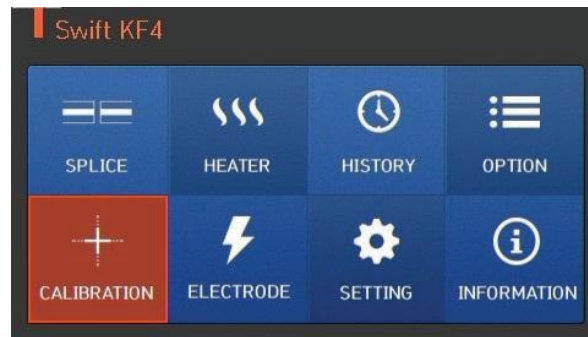 Swift KF4
SPLICE HEATER HISTORY OPTION
CALIBRATION ELECTRODE SETTING INFORMATION